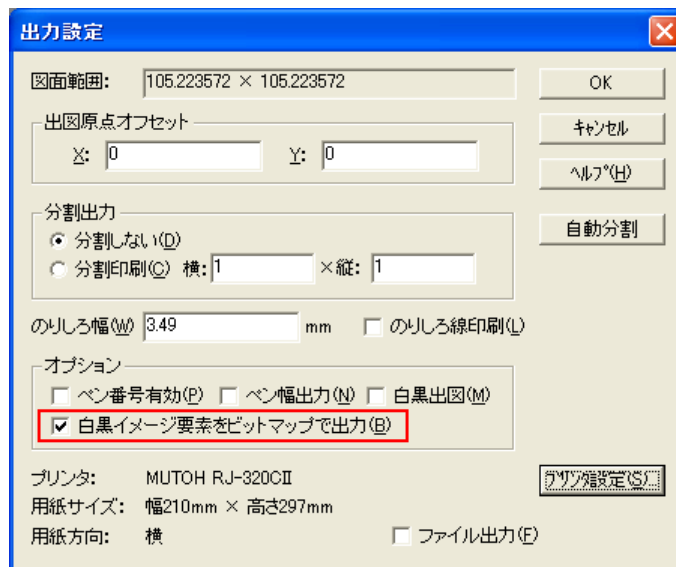 出力設定
図面範囲: 105.223572 × 105.223572
OK
出図原点オフセット
キャンセル
X: 0 Y: 0
ヘルプ(H)
分割出力
自動分割
分割しない(D)
分割印刷(C) 横: 1 ×縦: 1
のりしろ幅(W) 3.49 mm のりしろ線印刷(L)
オプション
ペン番号有効(P) ペン幅出力(N) 白黒出図(M)
白黒イメージ要素をビットマップで出力(B)
プリンタ: MUTOH RJ-320CII
プリンタ設定(S)...
用紙サイズ: 幅210mm × 高さ297mm
用紙方向: 横 ファイル出力(F)